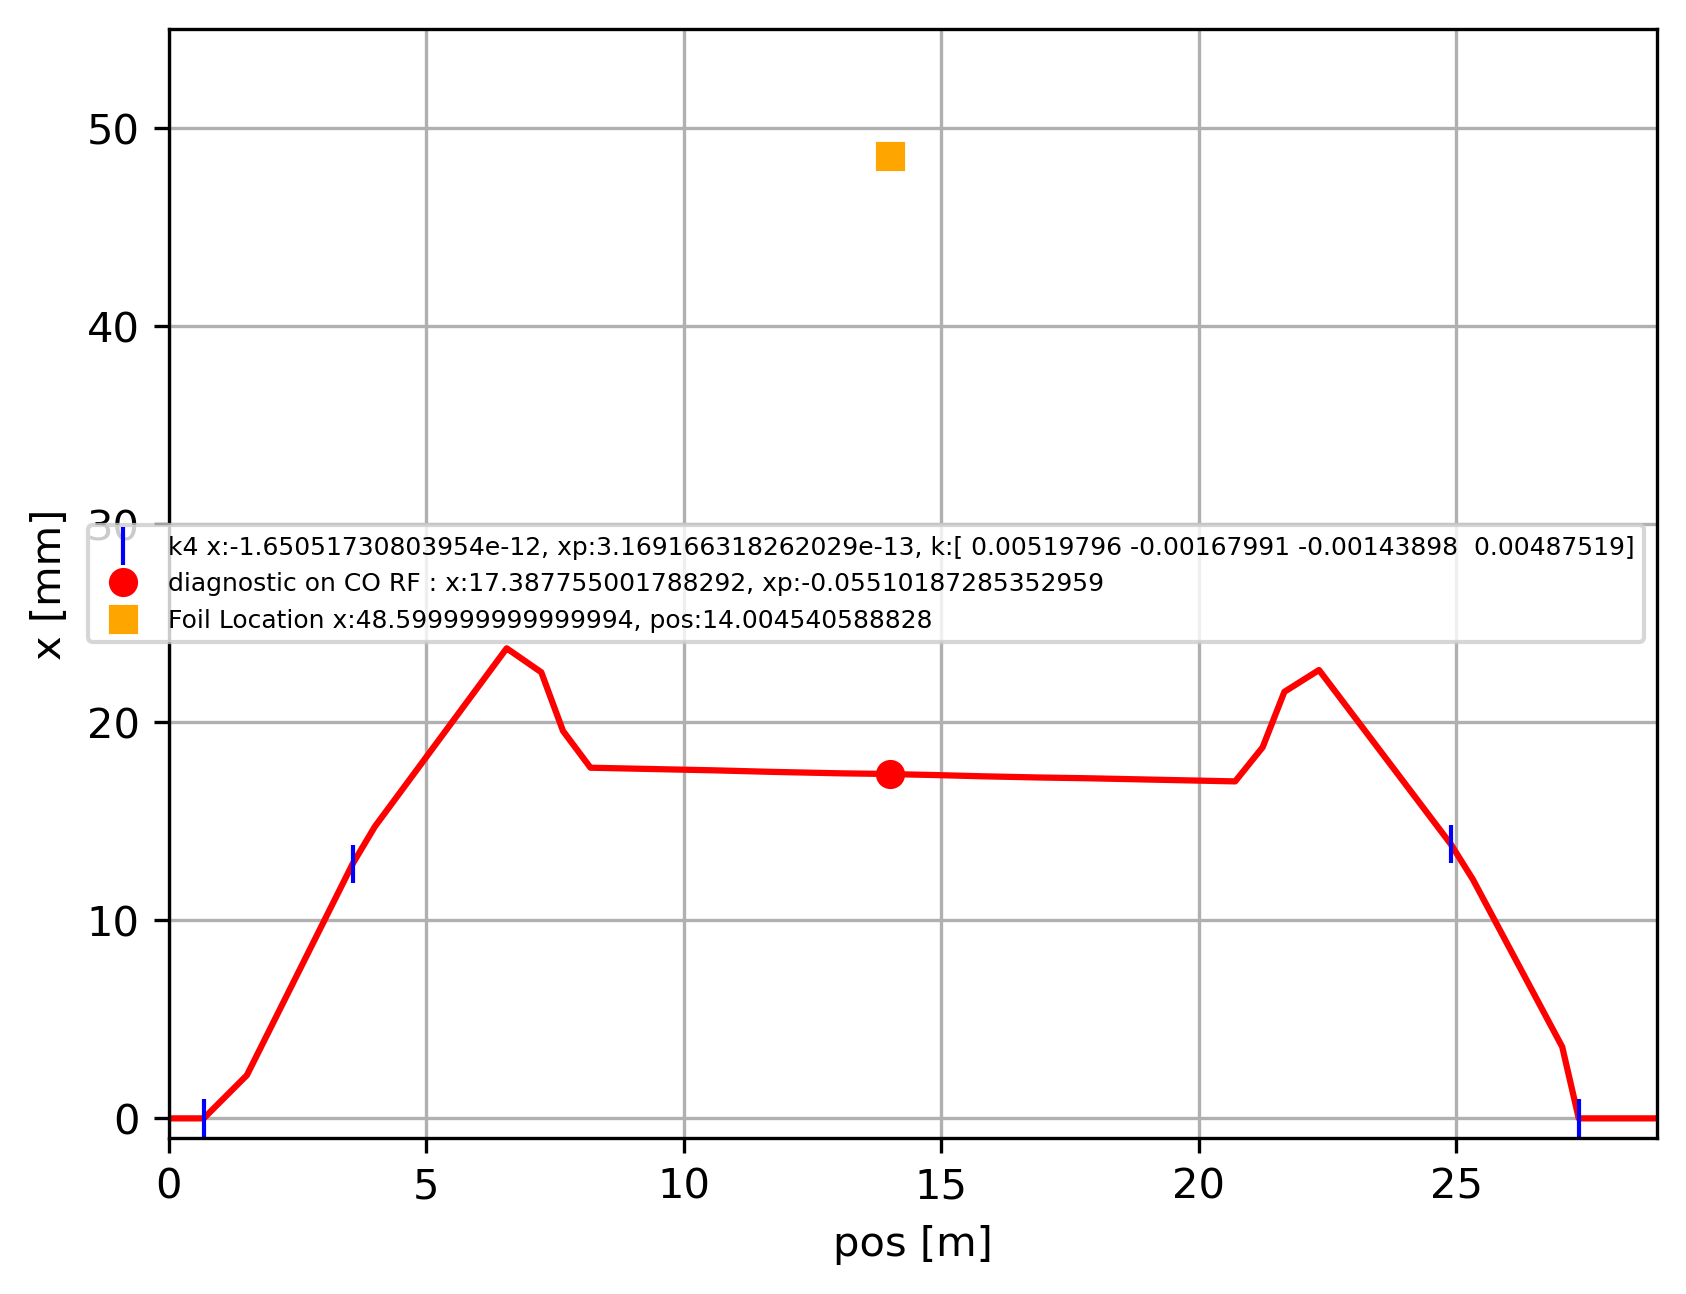 50
40
30
20
10
0
x [mm]
k4 x:-1.65051730803954e-12, xp:3.169166318262029e-13, k:[ 0.00519796 -0.00167991 -0.00143898  0.00487519]
diagnostic on CO RF : x:17.387755001788292, xp:-0.05510187285352959
Foil Location x:48.599999999999994, pos:14.004540588828
0 5 10 15 20 25
pos [m]